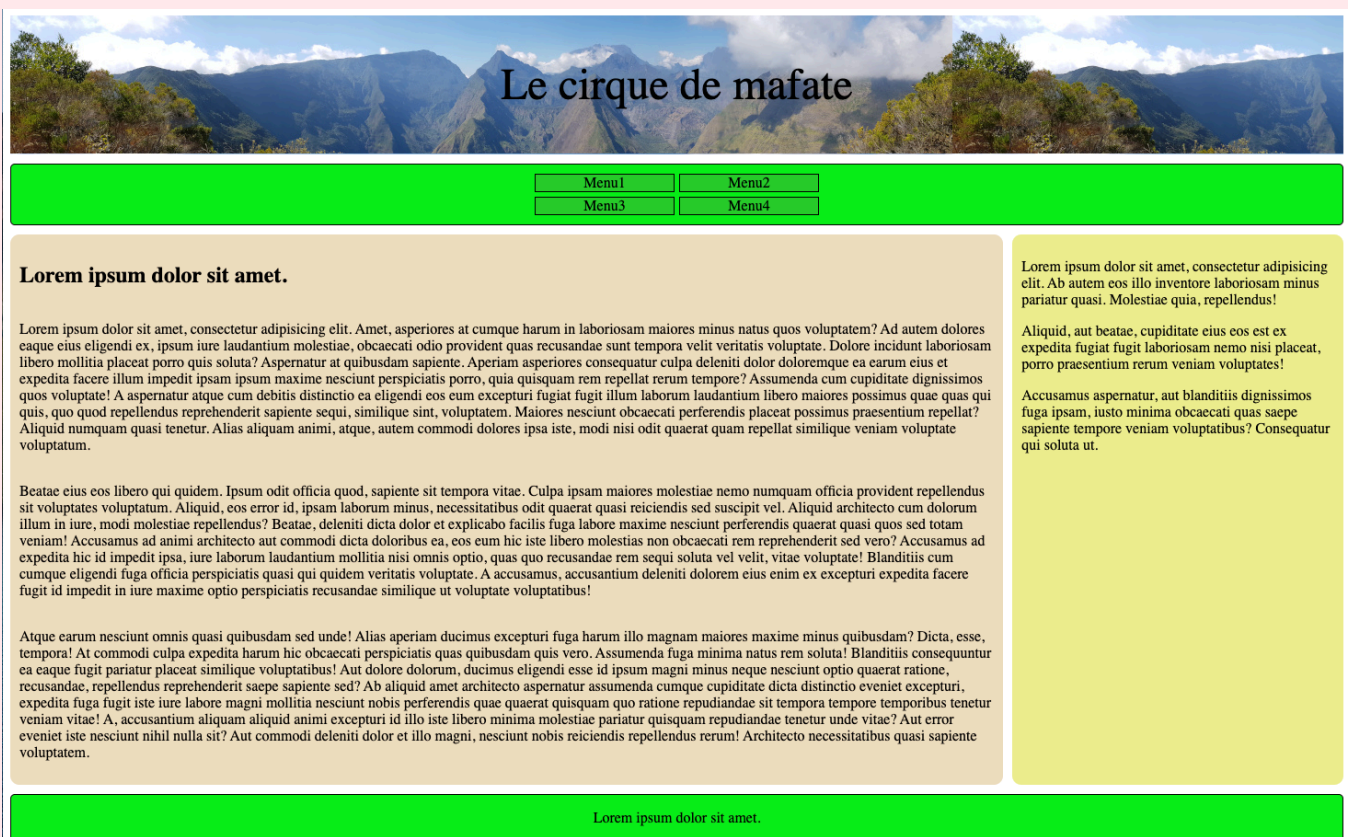 Le cirque de mafate
Menu1 Menu2
Menu3 Menu4
Lorem ipsum dolor sit amet.
Lorem ipsum dolor sit amet, consectetur adipisicing elit. Amet, asperiores at cumque harum in laboriosam maiores minus natus quos voluptatem? Ad autem dolores
eaque eius eligendi ex, ipsum iure laudantium molestiae, obcaecati odio provident quas recusandae sunt tempora velit veritatis voluptate. Dolore incidunt laboriosam
libero mollitia placeat porro quis soluta? Aspernatur at quibusdam sapiente. Aperiam asperiores consequatur culpa deleniti dolor doloremque ea earum eius et
expedita facere illum impedit ipsam ipsum maxime nesciunt perspiciatis porro, quia quisquam rem repellat rerum tempore? Assumenda cum cupiditate dignissimos
quos voluptate! A aspernatur atque cum debitis distinctio ea eligendi eos eum excepturi fugiat fugit illum laborum laudantium libero maiores possimus quae quas qui
quis, quo quod repellendus reprehenderit sapiente sequi, similique sint, voluptatem. Maiores nesciunt obcaecati perferendis placeat possimus praesentium repellat?
Aliquid numquam quasi tenetur. Alias aliquam animi, atque, autem commodi dolores ipsa iste, modi nisi odit quaerat quam repellat similique veniam voluptate
voluptatum.
Beatae eius eos libero qui quidem. Ipsum odit officia quod, sapiente sit tempora vitae. Culpa ipsam maiores molestiae nemo numquam officia provident repellendus
sit voluptates voluptatum. Aliquid, eos error id, ipsam laborum minus, necessitatibus odit quaerat quasi reiciendis sed suscipit vel. Aliquid architecto cum dolorum
illum in iure, modi molestiae repellendus? Beatae, deleniti dicta dolor et explicabo facilis fuga labore maxime nesciunt perferendis quaerat quasi quos sed totam
veniam! Accusamus ad animi architecto aut commodi dicta doloribus ea, eos eum hic iste libero molestias non obcaecati rem reprehenderit sed vero? Accusamus ad
expedita hic id impedit ipsa, iure laborum laudantium mollitia nisi omnis optio, quas quo recusandae rem sequi soluta vel velit, vitae voluptate! Blanditiis cum
cumque eligendi fuga officia perspiciatis quasi qui quidem veritatis voluptate. A accusamus, accusantium deleniti dolorem eius enim ex excepturi expedita facere
fugit id impedit in iure maxime optio perspiciatis recusandae similique ut voluptate voluptatibus!
Atque earum nesciunt omnis quasi quibusdam sed unde! Alias aperiam ducimus excepturi fuga harum illo magnam maiores maxime minus quibusdam? Dicta, esse,
tempora! At commodi culpa expedita harum hic obcaecati perspiciatis quas quibusdam quis vero. Assumenda fuga minima natus rem soluta! Blanditiis consequuntur
ea eaque fugit pariatur placeat similique voluptatibus! Aut dolore dolorum, ducimus eligendi esse id ipsum magni minus neque nesciunt optio quaerat ratione,
recusandae, repellendus reprehenderit saepe sapiente sed? Ab aliquid amet architecto aspernatur assumenda cumque cupiditate dicta distinctio eveniet excepturi,
expedita fuga fugit iste iure labore magni mollitia nesciunt nobis perferendis quae quaerat quisquam quo ratione repudiandae sit tempora tempore temporibus tenetur
veniam vitae! A, accusantium aliquam aliquid animi excepturi id illo iste libero minima molestiae pariatur quisquam repudiandae tenetur unde vitae? Aut error
eveniet iste nesciunt nihil nulla sit? Aut commodi deleniti dolor et illo magni, nesciunt nobis reiciendis repellendus rerum! Architecto necessitatibus quasi sapiente
voluptatem.
Lorem ipsum dolor sit amet, consectetur adipisicing
elit. Ab autem eos illo inventore laboriosam minus
pariatur quasi. Molestiae quia, repellendus!
Aliquid, aut beatae, cupiditate eius eos est ex
expedita fugiat fugit laboriosam nemo nisi placeat,
porro praesentium rerum veniam voluptates!
Accusamus aspernatur, aut blanditiis dignissimos
fuga ipsam, iusto minima obcaecati quas saepe
sapiente tempore veniam voluptatibus? Consequatur
qui soluta ut.
Lorem ipsum dolor sit amet.